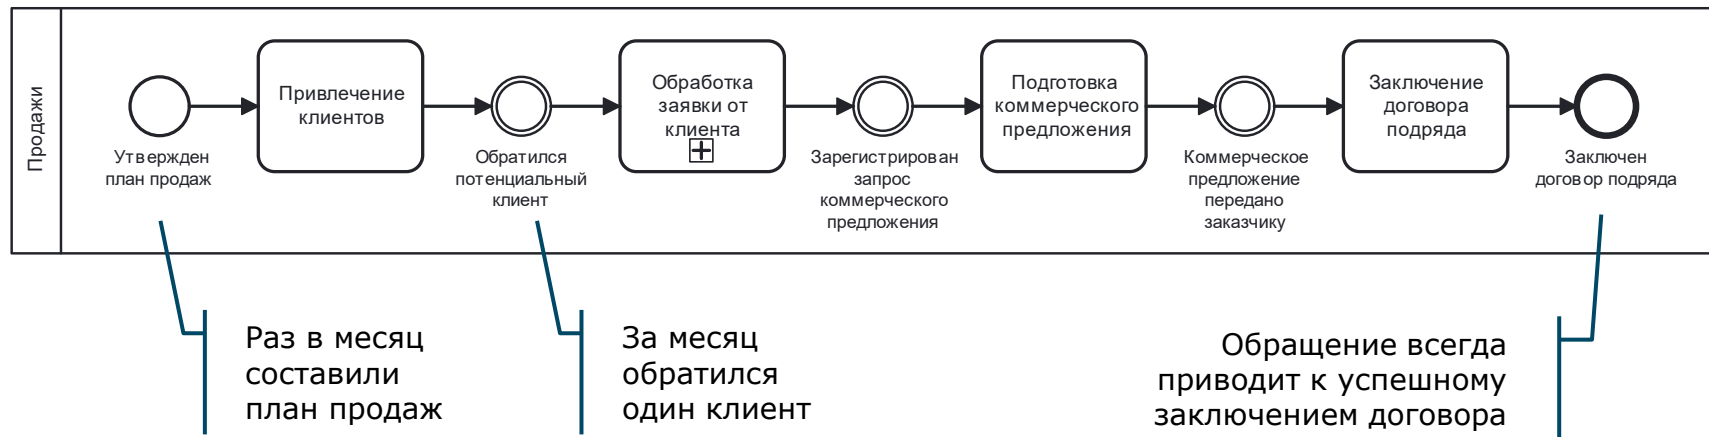 Продажи
Привлечение
клиентов
Обработка
заявки от
клиента
Подготовка
коммерческого
предложения
Заключение
договора
подряда
Утвержден
план продаж
Обратился
потенциальный
клиент
Зарегистрирован
запрос
коммерческого
предложения
Коммерческое
предложение
передано
заказчику
Заключен
договор подряда
Раз в месяц
составили
план продаж
За месяц
обратился
один клиент
Обращение всегда
приводит к успешному
заключением договора